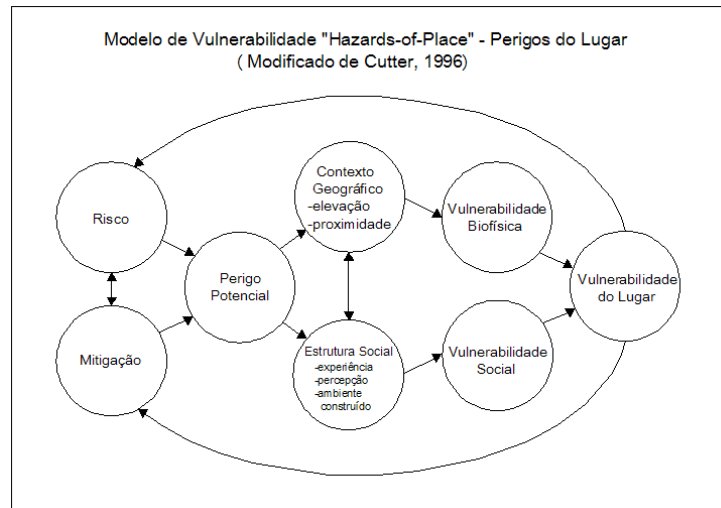 Modelo de Vulnerabilidade "Hazards-of-Place" - Perigos do Lugar
( Modificado de Cutter, 1996)
Risco
Mitigação
Perigo
Potencial
Contexto
Geográfico
-elevação
-proximidade
Estrutura Social
-experiência
-percepção
-ambiente
construído
Vulnerabilidade
Biofísica
Vulnerabilidade
Social
Vulnerabilidade
do Lugar